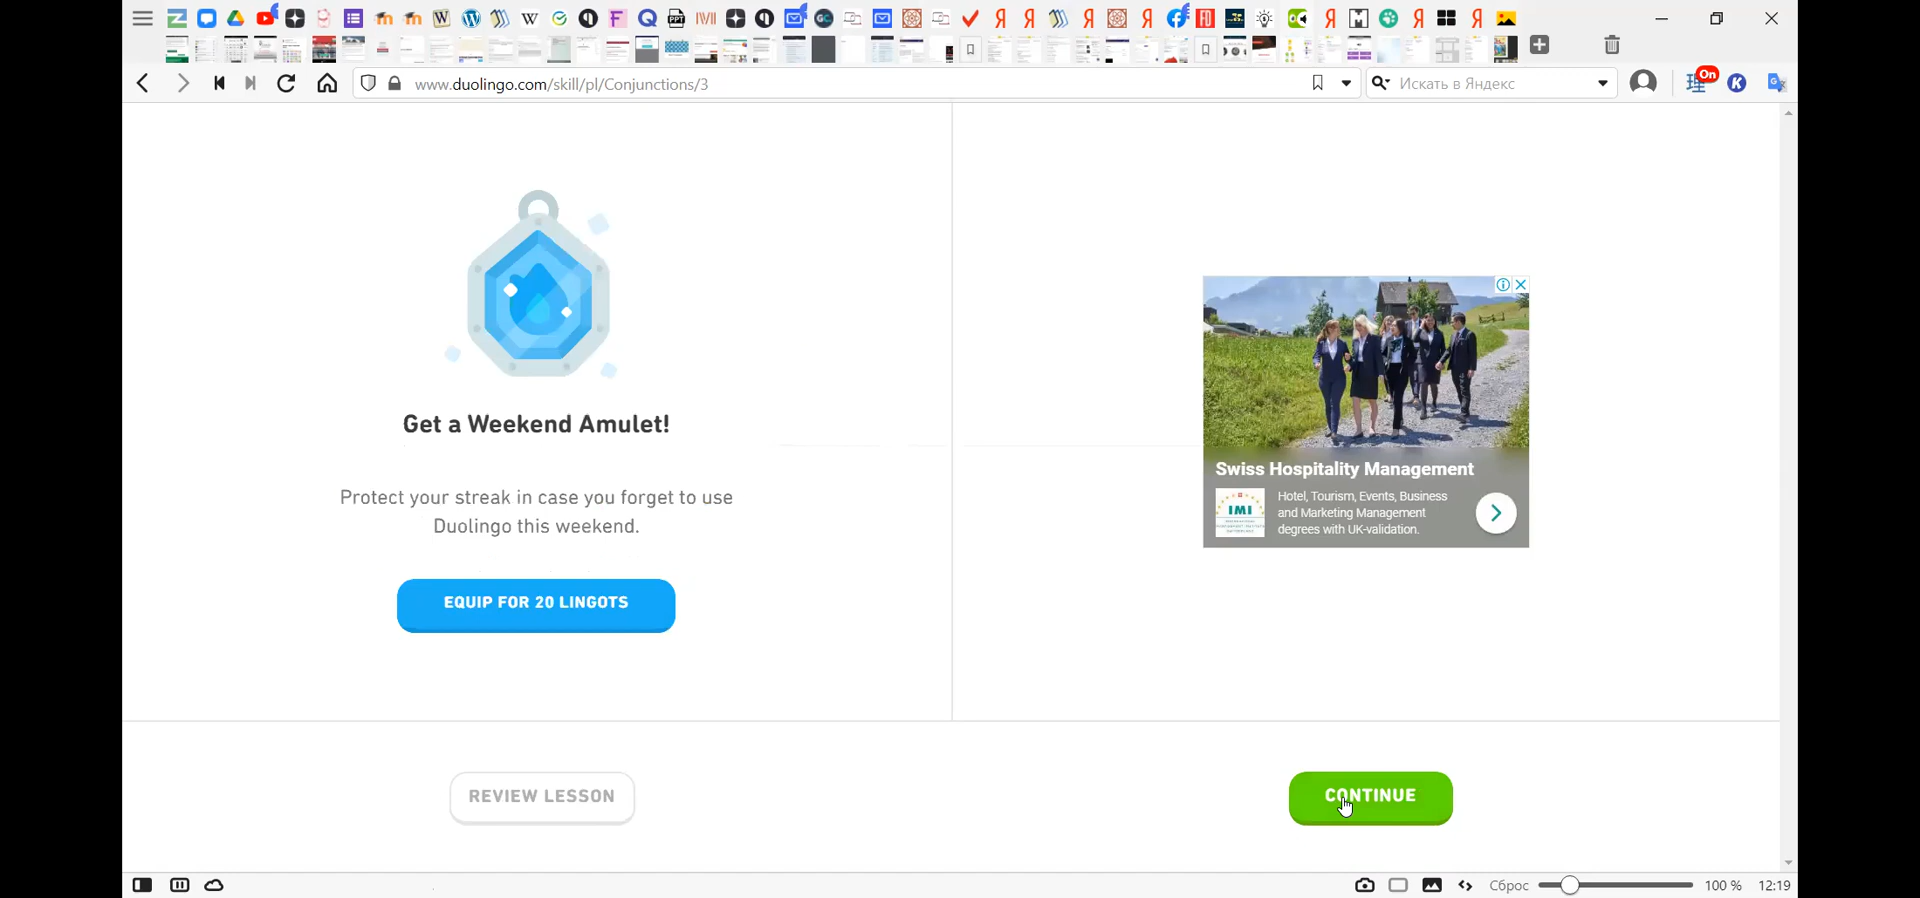 www.duolingo.com/skill/pl/Conjunctions/3
Искать в Яндекс
On
Get a Weekend Amulet!
Protect your streak in case you forget to use
Duolingo this weekend.
EQUIP FOR 20 LINGOTS
Swiss Hospitality Management
IMI
Hotel, Tourism, Events, Business
and Marketing Management
degrees with UK-validation.
REVIEW LESSON
CONTINUE
Сброс
100 %
12:19